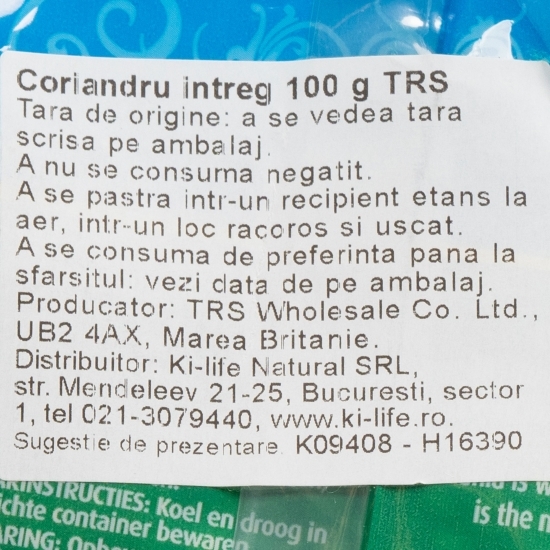 Coriandru intreg 100 g TRS
Tara de origine: a se vedea tara
scrisa pe ambalaj.
A nu se consuma negatit.
A se pastra intr-un recipient etans la
aer, intr-un loc racoros si uscat.
A se consuma de preferinta pana la
sfarsitul: vezi data de pe ambalaj.
Producator: TRS Wholesale Co. Ltd.,
UB2 4AX, Marea Britanie.
Distribuitor: Ki-life Natural SRL,
str. Mendeleev 21-25, Bucuresti, sector
1, tel 021-3079440, www.ki-life.ro.
Sugestie de prezentare. K09408 - H16390
INSTRUCTIES: Koel en droog in
ichte container bewaren
is the